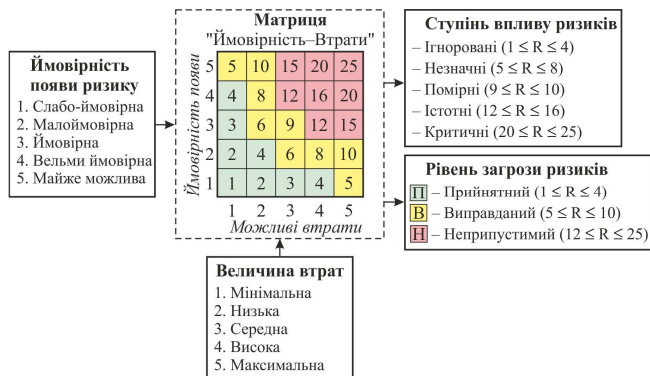 Ймовірність
появи ризику
1. Слабо-ймовірна
2. Малоймовірна
3. Ймовірна
4. Вельми ймовірна
5. Майже можлива
Матриця
"Ймовірність–Втрати"
Ймовірність появи
5 5 10 15 20 25
4 4 8 12 16 20
3 3 6 9 12 15
2 2 4 6 8 10
1 1 2 3 4 5
1 2 3 4 5
Можливі втрати
Ступінь впливу ризиків
– Ігноровані (1 ≤ R ≤ 4)
– Незначні (5 ≤ R ≤ 8)
– Помірні (9 ≤ R ≤ 10)
– Істотні (12 ≤ R ≤ 16)
– Критичні (20 ≤ R ≤ 25)
Рівень загрози ризиків
П – Прийнятний (1 ≤ R ≤ 4)
В – Виправданий (5 ≤ R ≤ 10)
Н – Неприпустимий (12 ≤ R ≤ 25)
Величина втрат
1. Мінімальна
2. Низька
3. Середна
4. Висока
5. Максимальна